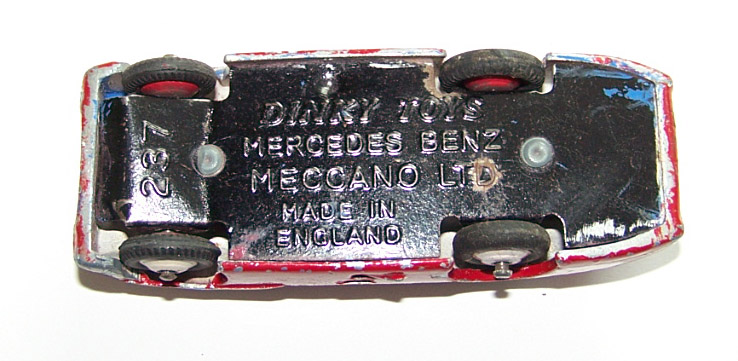 DINKY TOYS
MERCEDES BENZ
MECCANO LTD
MADE IN
ENGLAND
237